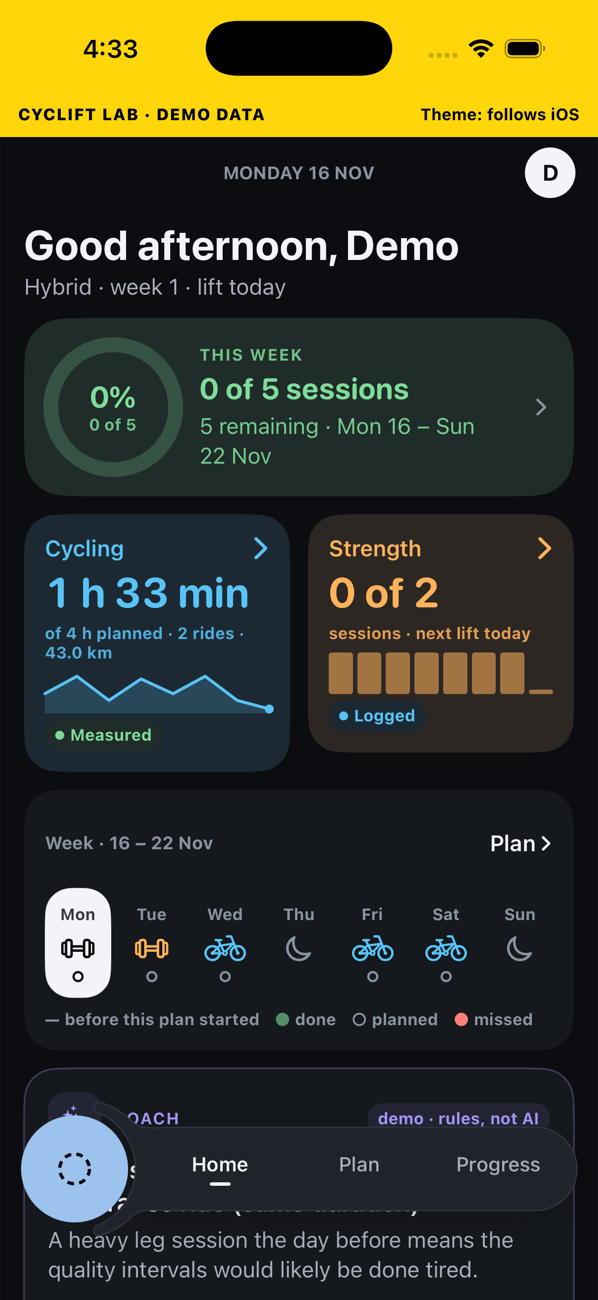 4:33
CYCLIFT LAB · DEMO DATA
Theme: follows iOS
MONDAY 16 NOV
D
Good afternoon, Demo
Hybrid · week 1 · lift today
0%
0 of 5
THIS WEEK
0 of 5 sessions
5 remaining · Mon 16 – Sun
22 Nov
Cycling
1 h 33 min
of 4 h planned · 2 rides ·
43.0 km
Measured
Strength
0 of 2
sessions · next lift today
Logged
Week · 16 – 22 Nov
Plan
Mon Tue Wed Thu Fri Sat Sun
— before this plan started done planned missed
demo · rules, not AI
Home
Plan
Progress
A heavy leg session the day before means the
quality intervals would likely be done tired.